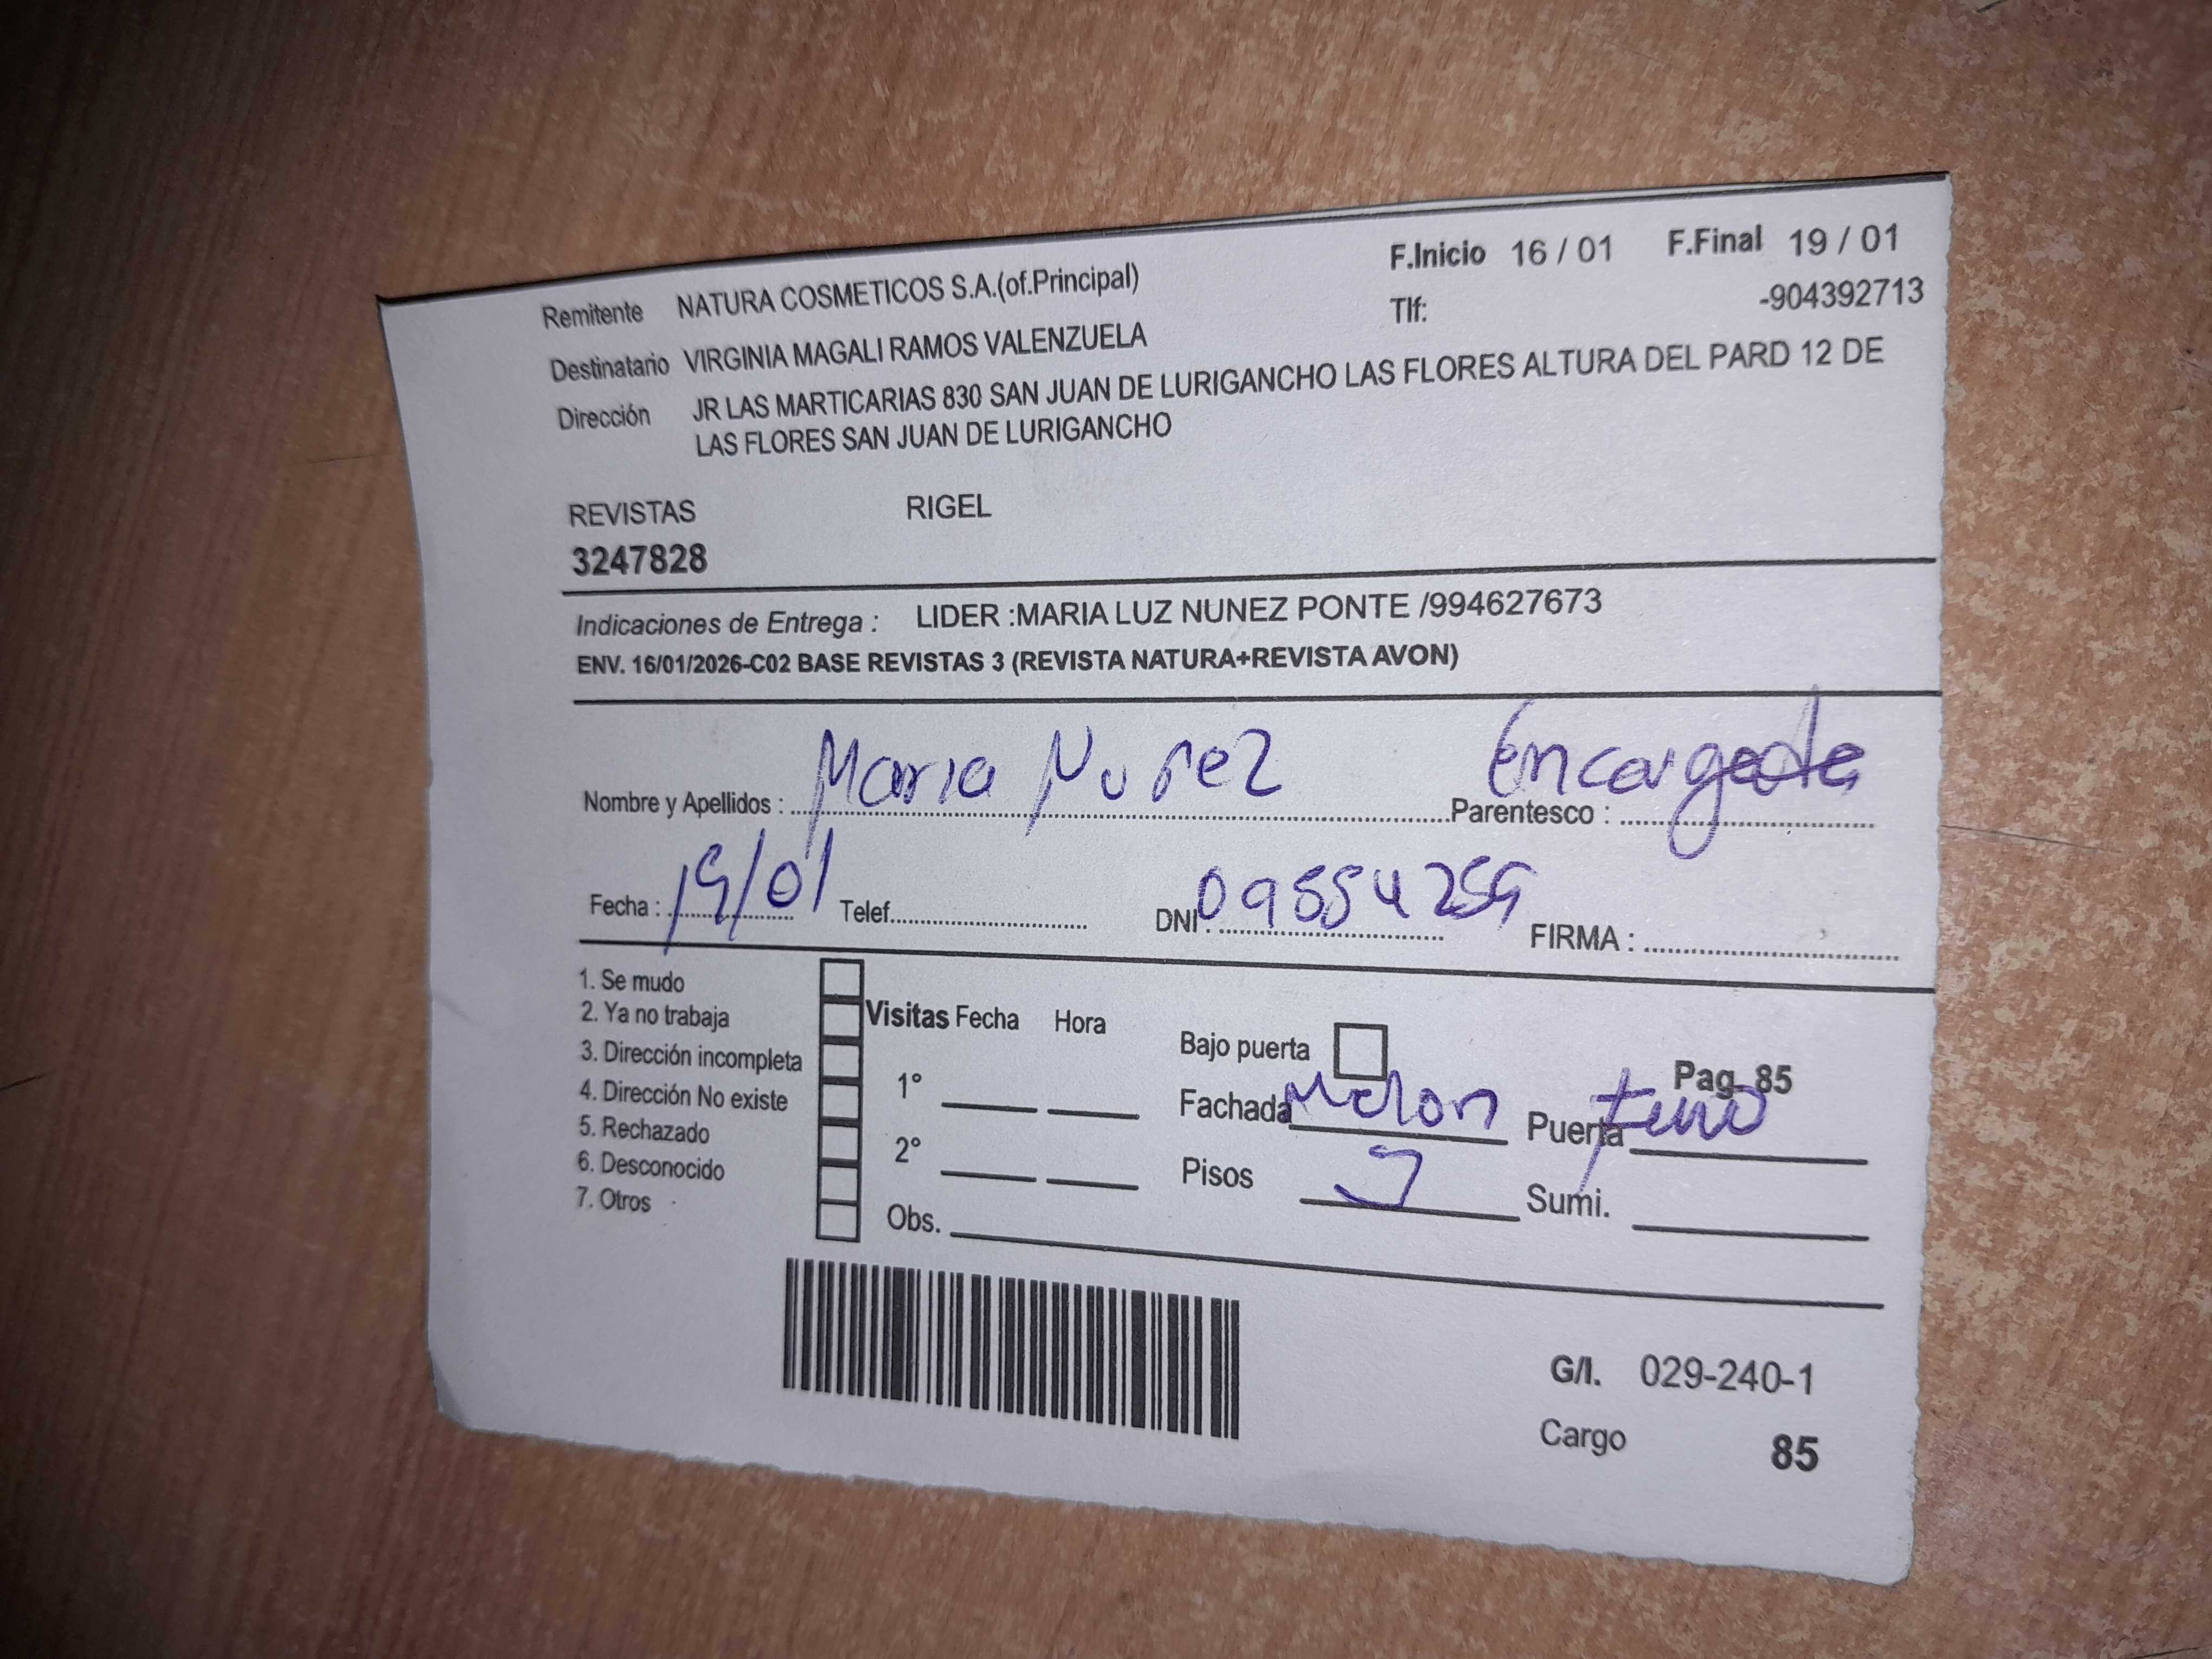 F.Inicio 16 / 01 F.Final 19 / 01
Remitente NATURA COSMETICOS S.A.(of.Principal) Tlf: -904392713
Destinatario VIRGINIA MAGALI RAMOS VALENZUELA
Dirección JR LAS MARTICARIAS 830 SAN JUAN DE LURIGANCHO LAS FLORES ALTURA DEL PARD 12 DE
LAS FLORES SAN JUAN DE LURIGANCHO
REVISTAS RIGEL
3247828
Indicaciones de Entrega : LIDER :MARIA LUZ NUNEZ PONTE /994627673
ENV. 16/01/2026-C02 BASE REVISTAS 3 (REVISTA NATURA+REVISTA AVON)
Nombre y Apellidos : Maria Nuñez Parentesco : Encargada
Fecha : 19/01 Telef. DNI : FIRMA :
1. Se mudo
2. Ya no trabaja Visitas Fecha Hora
3. Dirección incompleta Bajo puerta Pag. 85
4. Dirección No existe 1° Fachada Melon Puerta
5. Rechazado
6. Desconocido 2° Pisos Sumi.
7. Otros Obs.
G/I. 029-240-1
Cargo 85